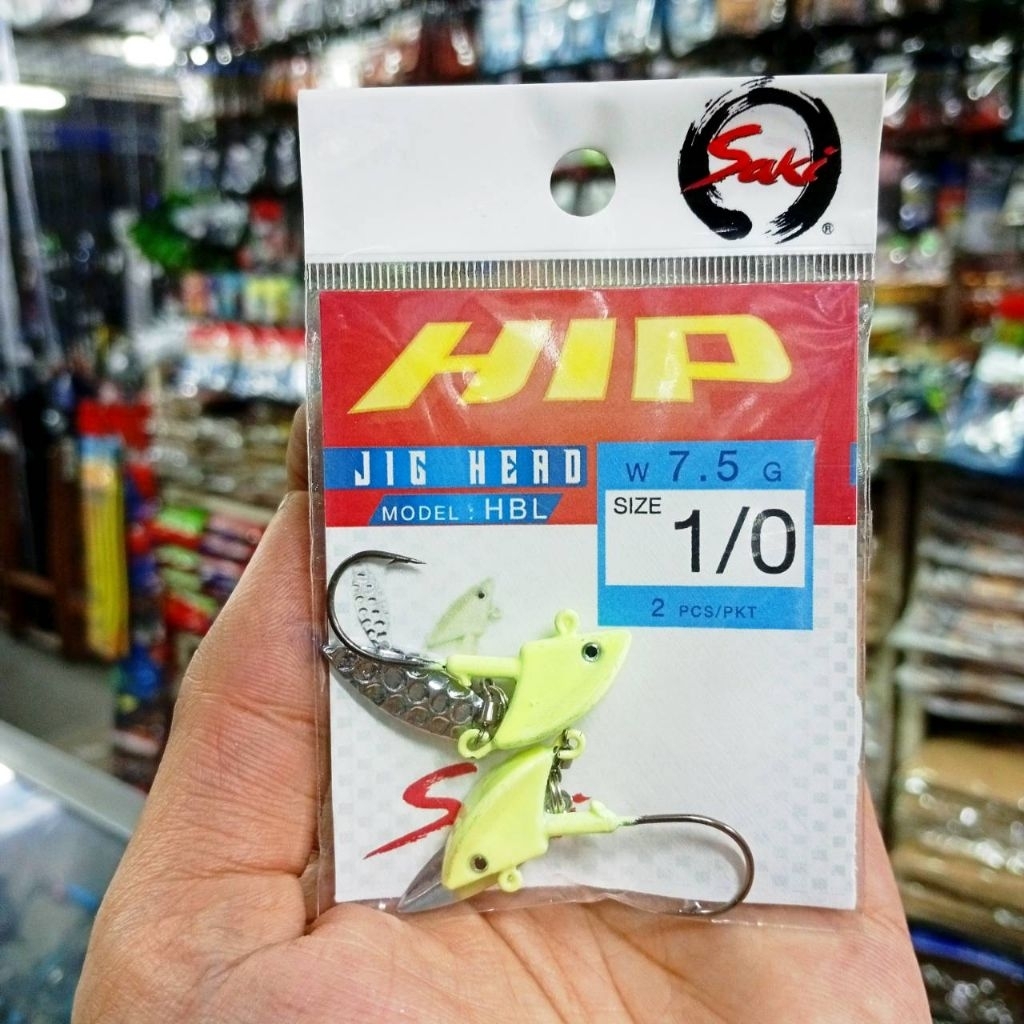 Saki
®
HIP
JIG HEAD
MODEL : HBL
W 7.5 G
SIZE
1/0
2 PCS/PKT
S